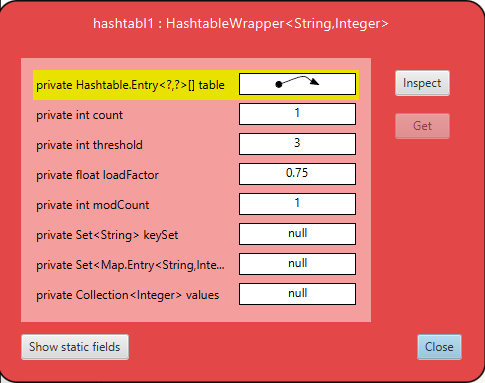 hashtabl1 : HashtableWrapper<String,Integer>
private Hashtable.Entry<?,?>[] table
Inspect
private int count 1
Get
private int threshold 3
private float loadFactor 0.75
private int modCount 1
private Set<String> keySet null
private Set<Map.Entry<String,Inte... null
private Collection<Integer> values null
Show static fields
Close